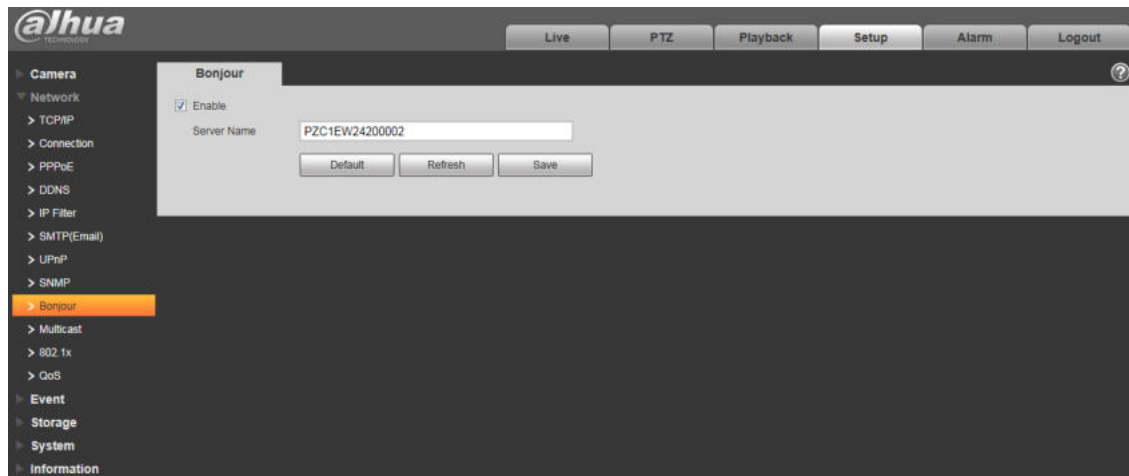 alhua
TECHNOLOGY
Live PTZ Playback Setup Alarm Logout
Camera
Network
> TCP/IP
> Connection
> PPPoE
> DDNS
> IP Filter
> SMTP(Email)
> UPnP
> SNMP
> Bonjour
> Multicast
> 802.1x
> QoS
Event
Storage
System
Information
Bonjour
?
Enable
Server Name PZC1EW24200002
Default Refresh Save